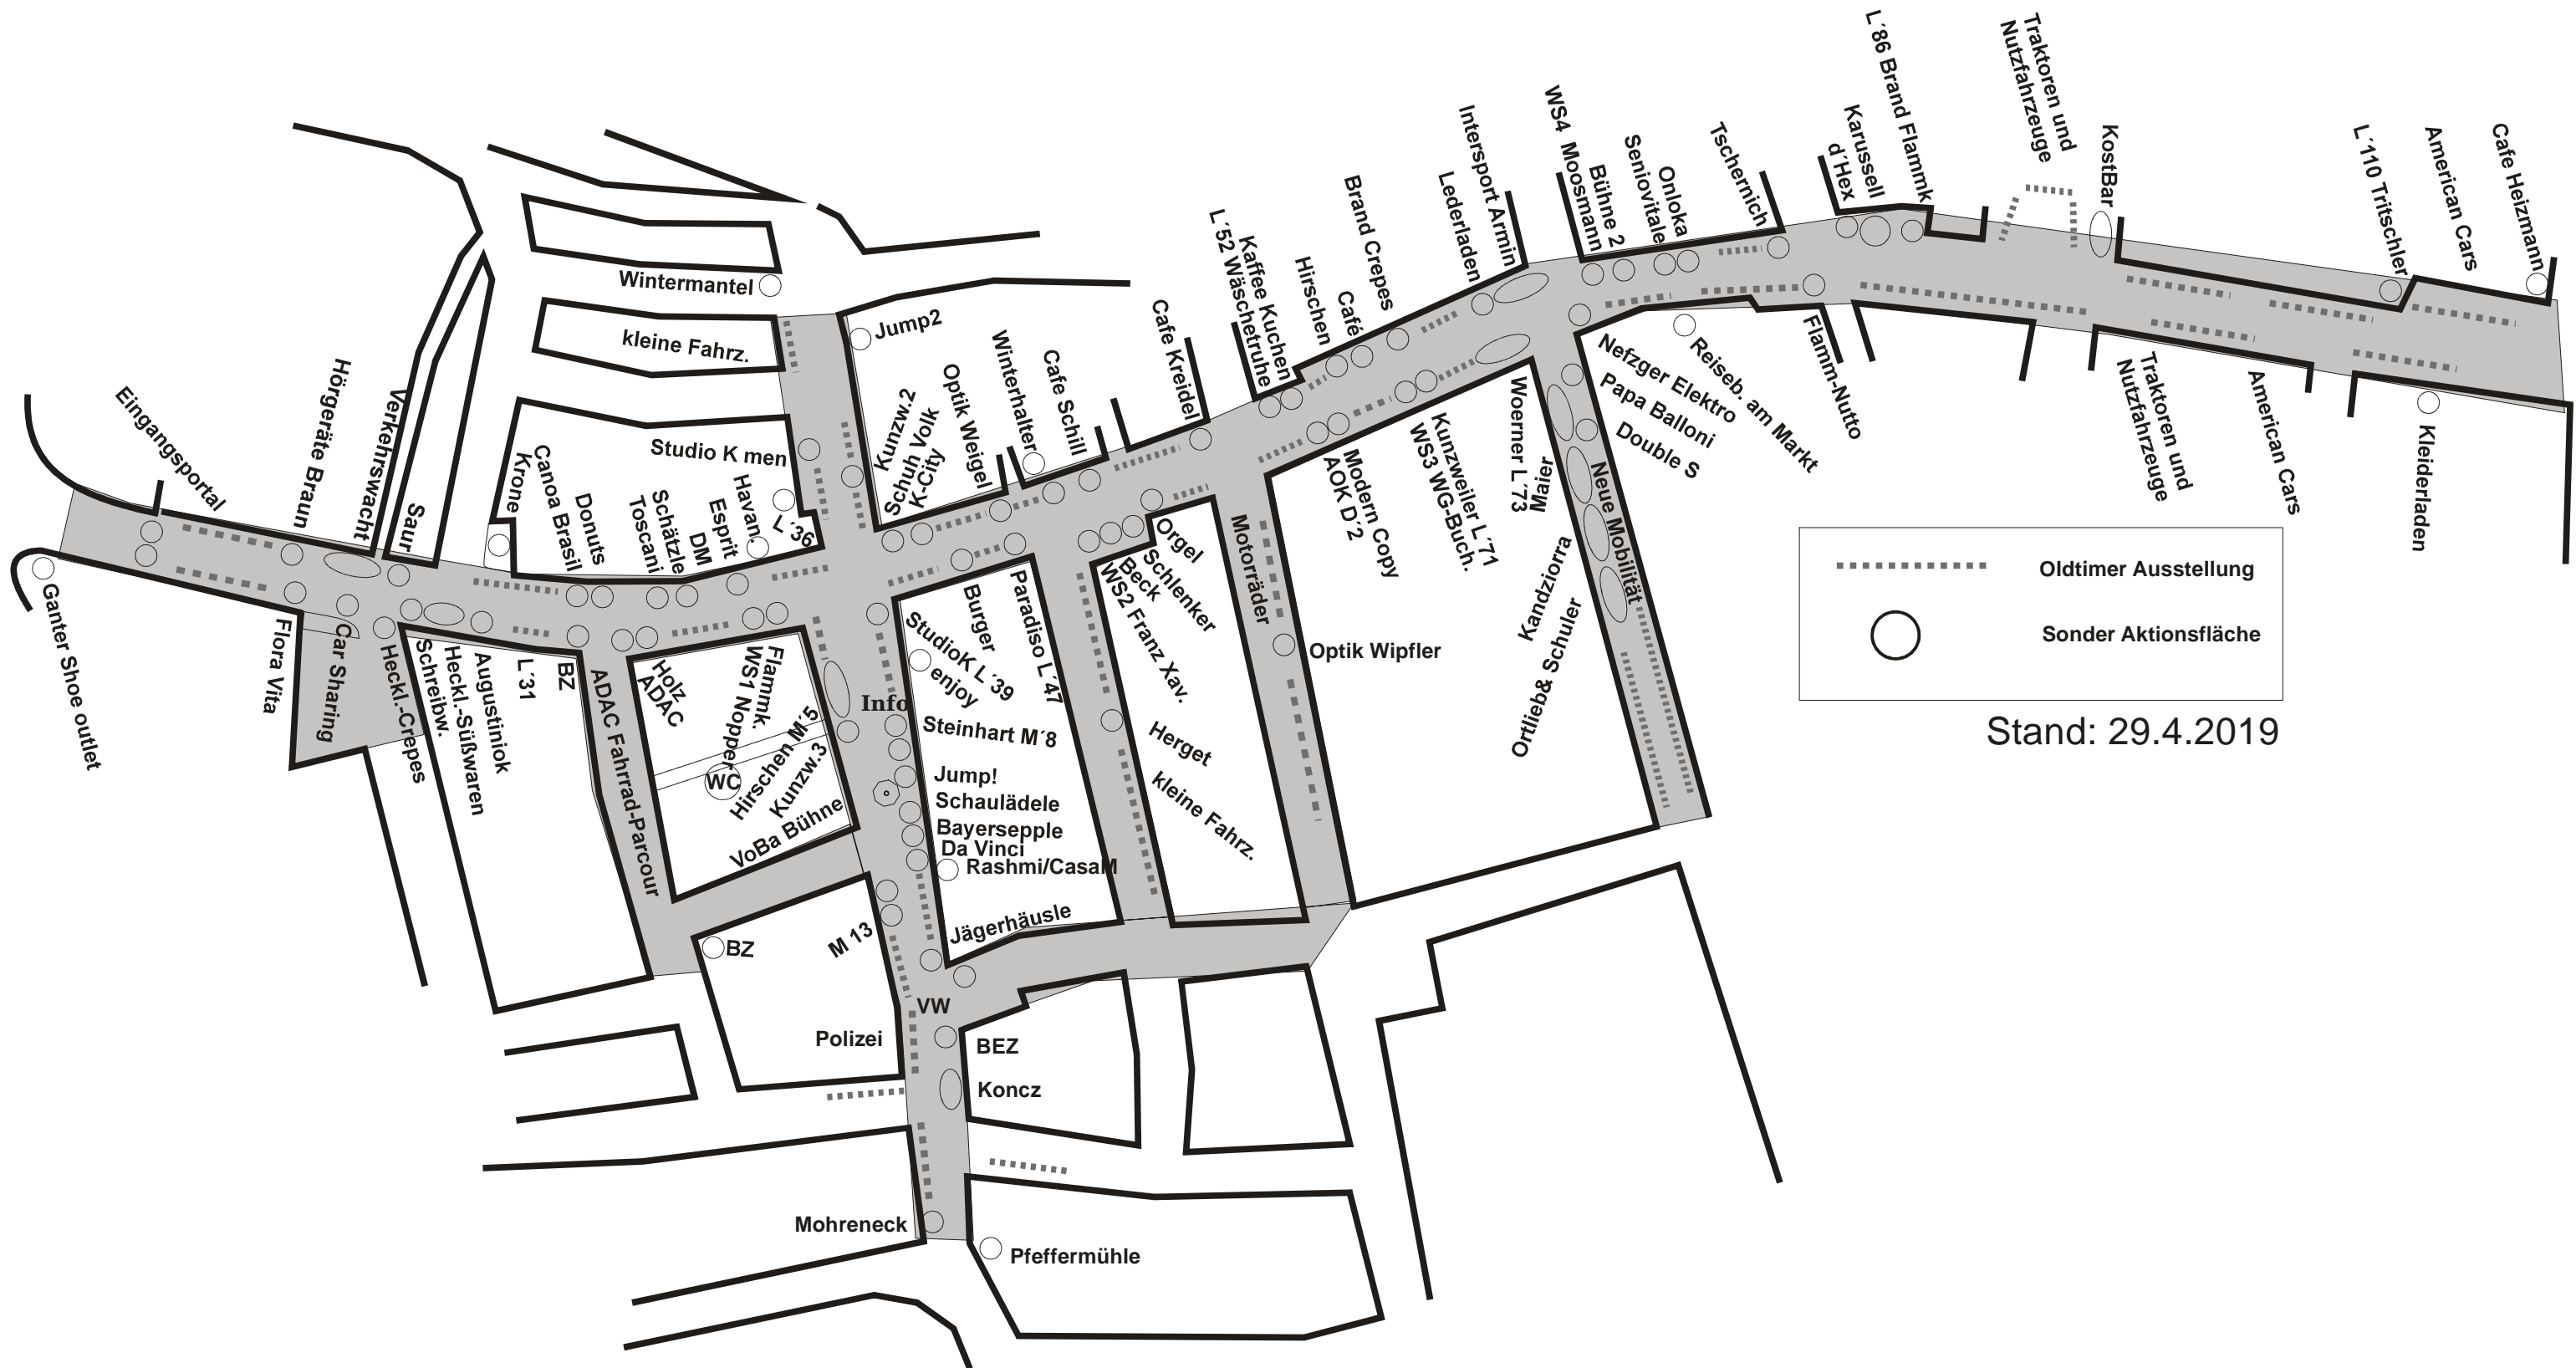 Eingangsportal
Ganter Shoe outlet
Hörgeräte Braun
Verkehrswacht
Saur
Flora Vita
Car Sharing
Heckl.-Crepes
Schreibw.
Heckl.-Süßwaren
Augustiniok
L´31
BZ
ADAC Fahrrad-Parcour
Krone
Canoa Brasil
Donuts
Toscani
Schätzle
DM
Esprit
Havan.
L´36
Studio K men
Wintermantel
kleine Fahrz.
Jump2
Holz
ADAC
Flammk.
WS1 Nopper
Hirschen M´5
Kunzw.3
WC
VoBa Bühne
Info
BZ
M 13
Polizei
VW
BEZ
Koncz
Mohreneck
Pfeffermühle
Kunzw.2
Schuh Volk
K-City
Optik Weigel
Winterhalter
Cafe Schill
Cafe Kreidel
StudioK L´39
enjoy
Burger
Paradiso L´47
Steinhart M´8
Jump!
Schaulädele
Bayersepple
Da Vinci
Rashmi/CasaM
Jägerhäusle
Orgel
Schlenker
Beck
WS2 Franz Xav.
Herget
kleine Fahrz.
Motorräder
Optik Wipfler
L´52 Wäschetruhe
Kaffee Kuchen
Hirschen
Café
Brand Crepes
Lederladen
Intersport Armin
Modern Copy
AOK D´2
Kunzweiler L´71
WS3 WG-Buch.
Woerner L´73
Maier
Kandziorra
Ortlieb& Schuler
Neue Mobilität
WS4 Moosmann
Bühne 2
Seniovitale
Onloka
Tschernich
Nefzger Elektro
Papa Balloni
Double S
Reiseb. am Markt
Flamm-Nutto
d´Hex
Karussell
L´86 Brand Flammk
Traktoren und
Nutzfahrzeuge
KostBar
L´110 Tritschler
American Cars
Cafe Heizmann
Traktoren und
Nutzfahrzeuge
American Cars
Kleiderladen
Oldtimer Ausstellung
Sonder Aktionsfläche
Stand: 29.4.2019